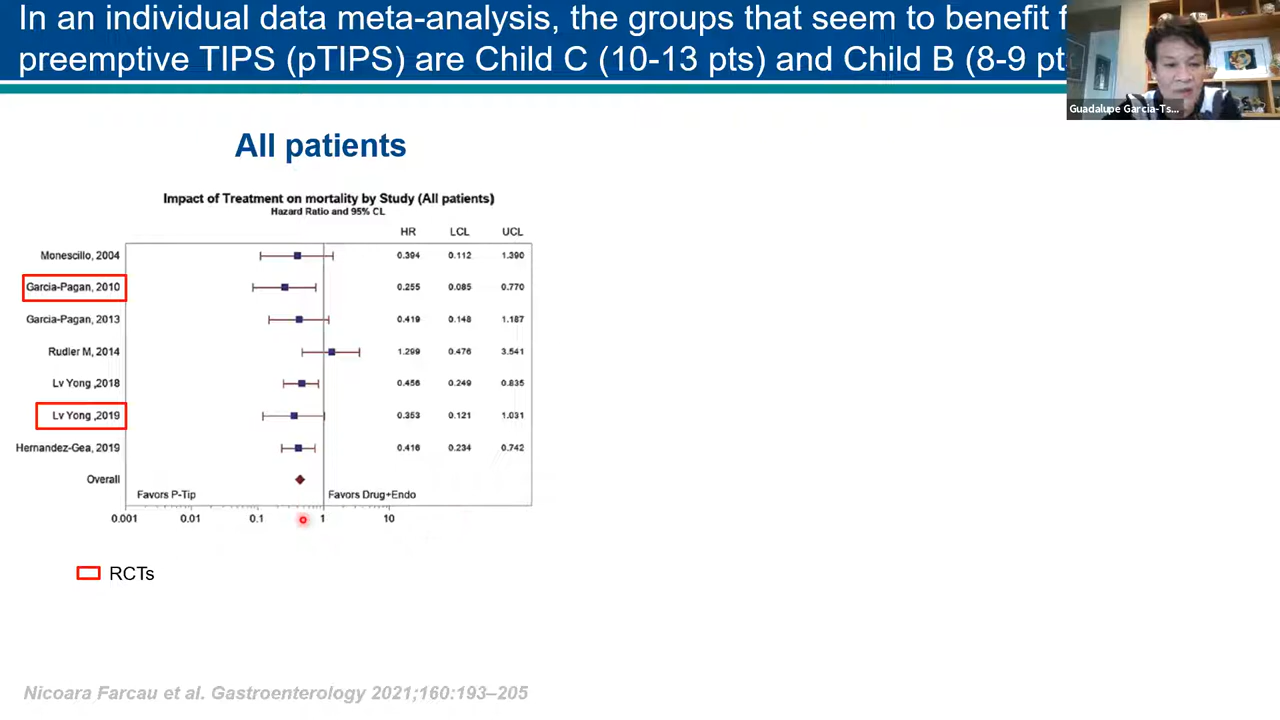 In an individual data meta-analysis, the groups that seem to benefit f
preemptive TIPS (pTIPS) are Child C (10-13 pts) and Child B (8-9 pt
Guadalupe Garcia-Ts...
All patients
Impact of Treatment on mortality by Study (All patients)
Hazard Ratio and 95% CL
HR LCL UCL
Monescillo, 2004 0.394 0.112 1.390
Garcia-Pagan, 2010 0.255 0.085 0.770
Garcia-Pagan, 2013 0.419 0.148 1.187
Rudler M, 2014 1.299 0.476 3.541
Lv Yong ,2018 0.456 0.249 0.835
Lv Yong ,2019 0.353 0.121 1.031
Hernandez-Gea, 2019 0.416 0.234 0.742
Overall
Favors P-Tip Favors Drug+Endo
0.001 0.01 0.1 1 10
RCTs
Nicoara Farcau et al. Gastroenterology 2021;160:193–205